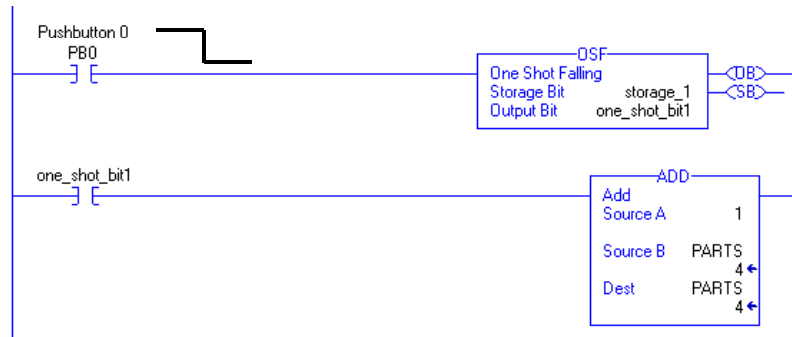 Pushbutton 0
PB0
OSF
One Shot Falling
Storage Bit storage_1
Output Bit one_shot_bit1
OB
SB
one_shot_bit1
ADD
Add
Source A 1
Source B PARTS
4
Dest PARTS
4